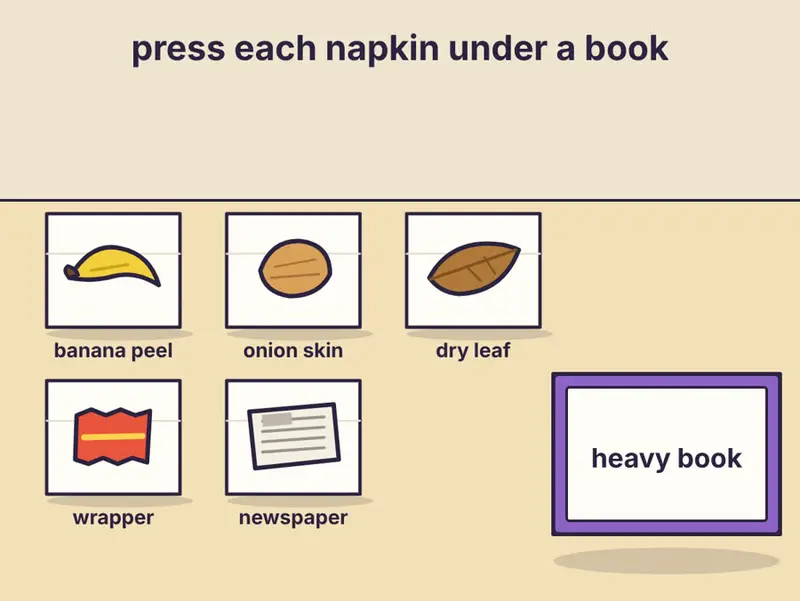 press each napkin under a book
banana peel
onion skin
dry leaf
wrapper
newspaper
heavy book